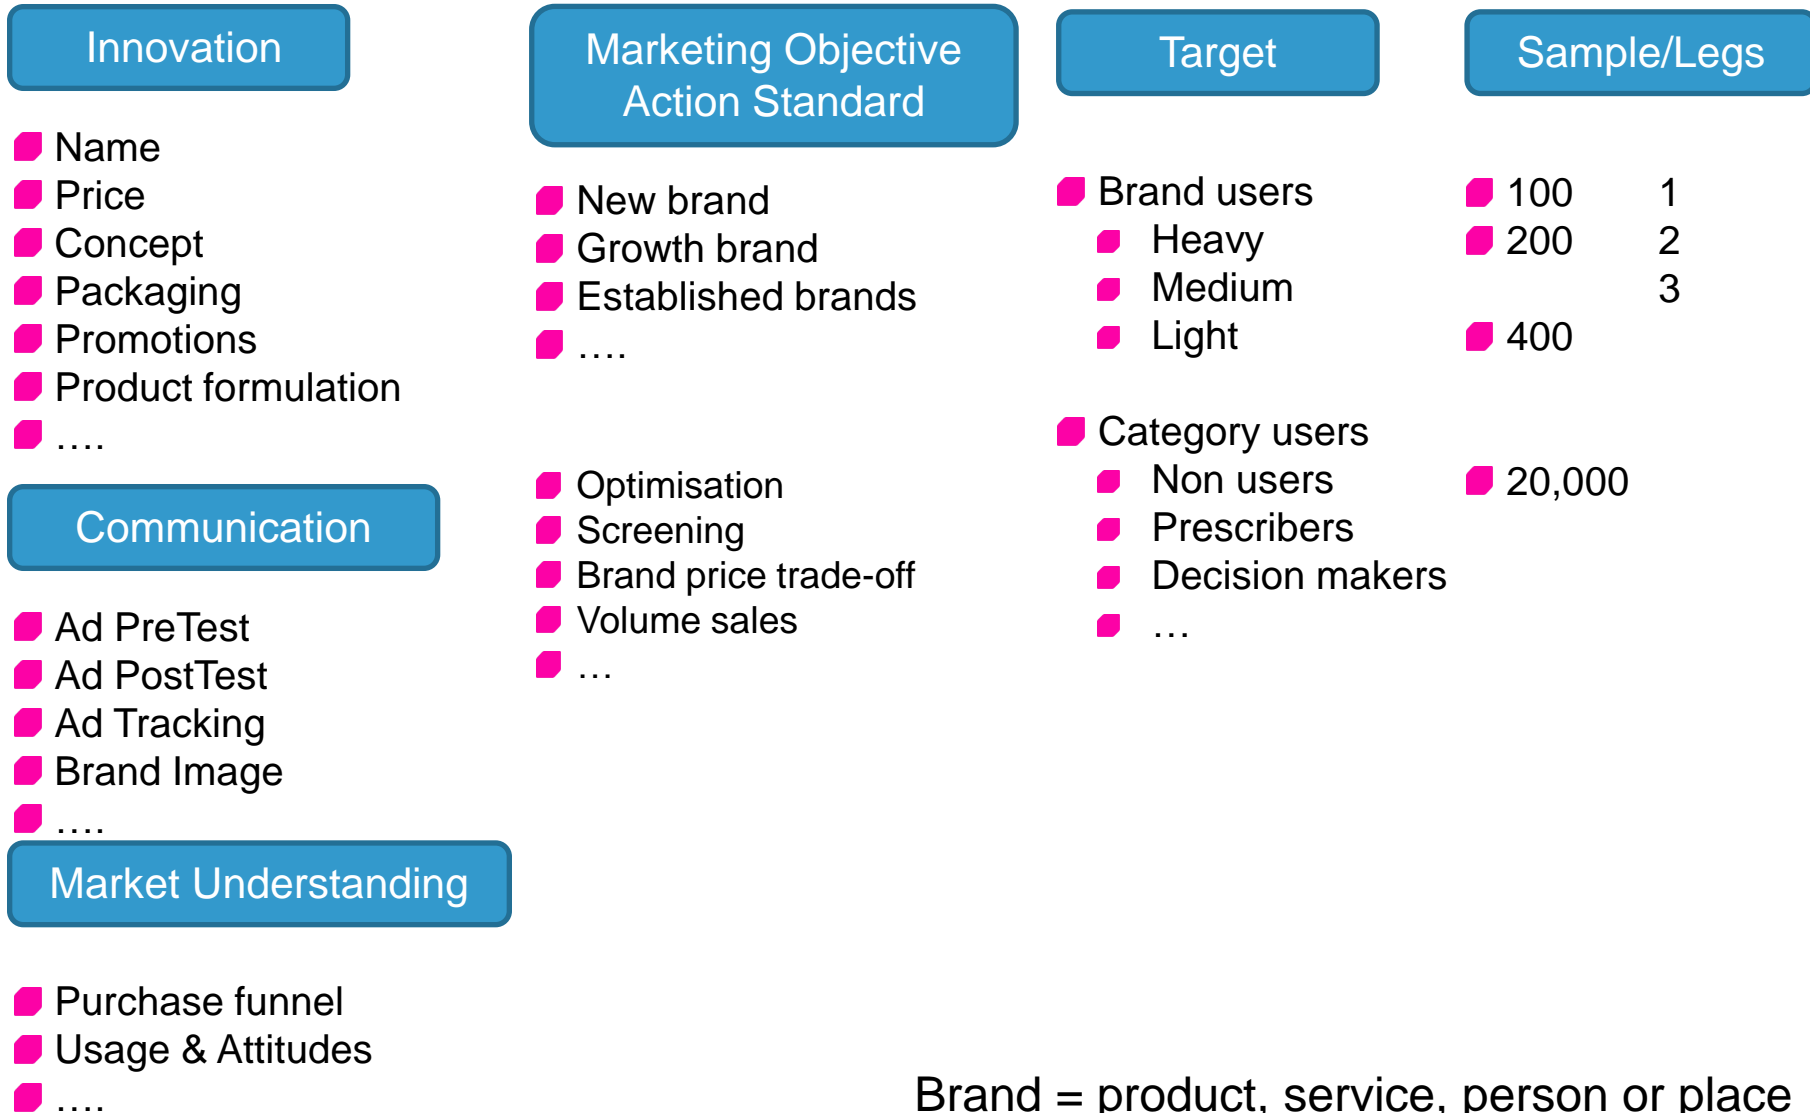 Innovation
Name
Price
Concept
Packaging
Promotions
Product formulation
….
Communication
Ad PreTest
Ad PostTest
Ad Tracking
Brand Image
….
Market Understanding
Purchase funnel
Usage & Attitudes
….
Marketing Objective
Action Standard
New brand
Growth brand
Established brands
….
Optimisation
Screening
Brand price trade-off
Volume sales
…
Target
Brand users
Heavy
Medium
Light
Category users
Non users
Prescribers
Decision makers
…
Sample/Legs
100 1
200 2
3
400
20,000
Brand = product, service, person or place